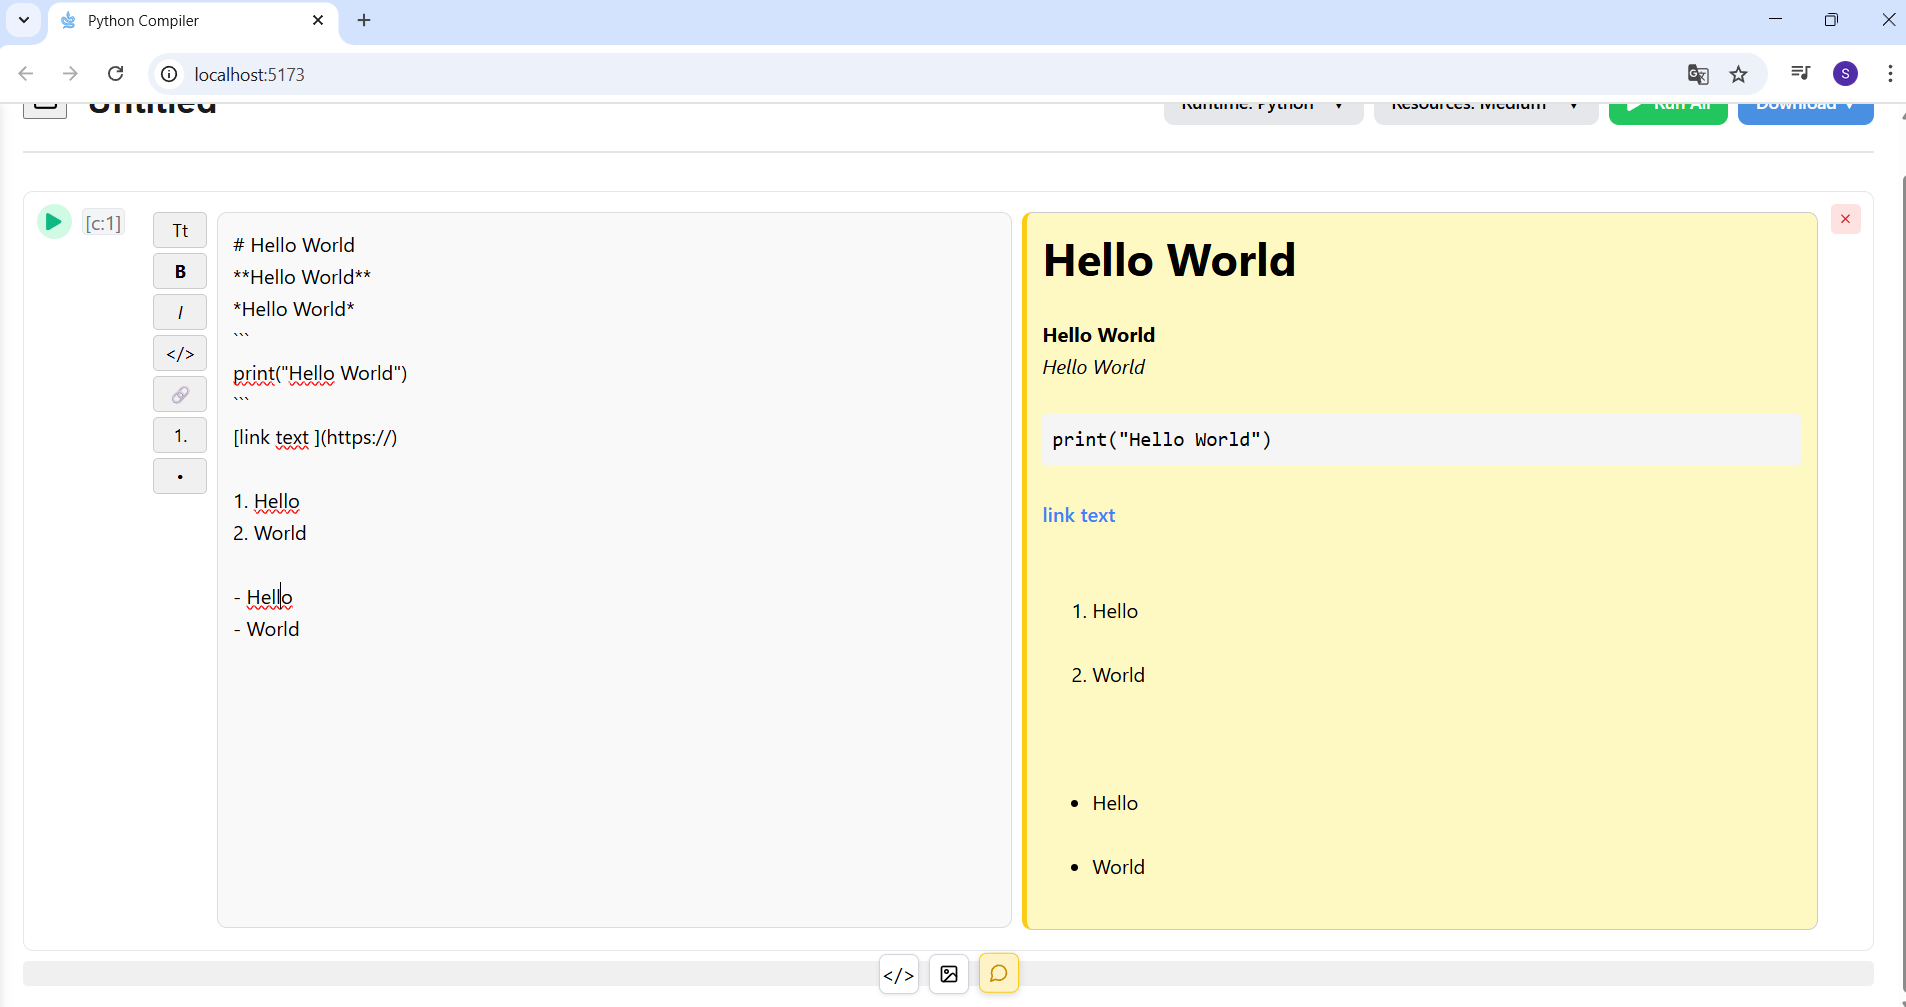 Python Compiler
localhost:5173
S
Untitled
Runtime: Python ▼
Resources: Medium ▼
Run All
Download ▼
[c:1]
Tt
B
I
</>
1.
•
# Hello World
**Hello World**
*Hello World*
```
print("Hello World")
```
[link text ](https://)
1. Hello
2. World
- Hello
- World
Hello World
Hello World
Hello World
print("Hello World")
link text
1. Hello
2. World
• Hello
• World
</>